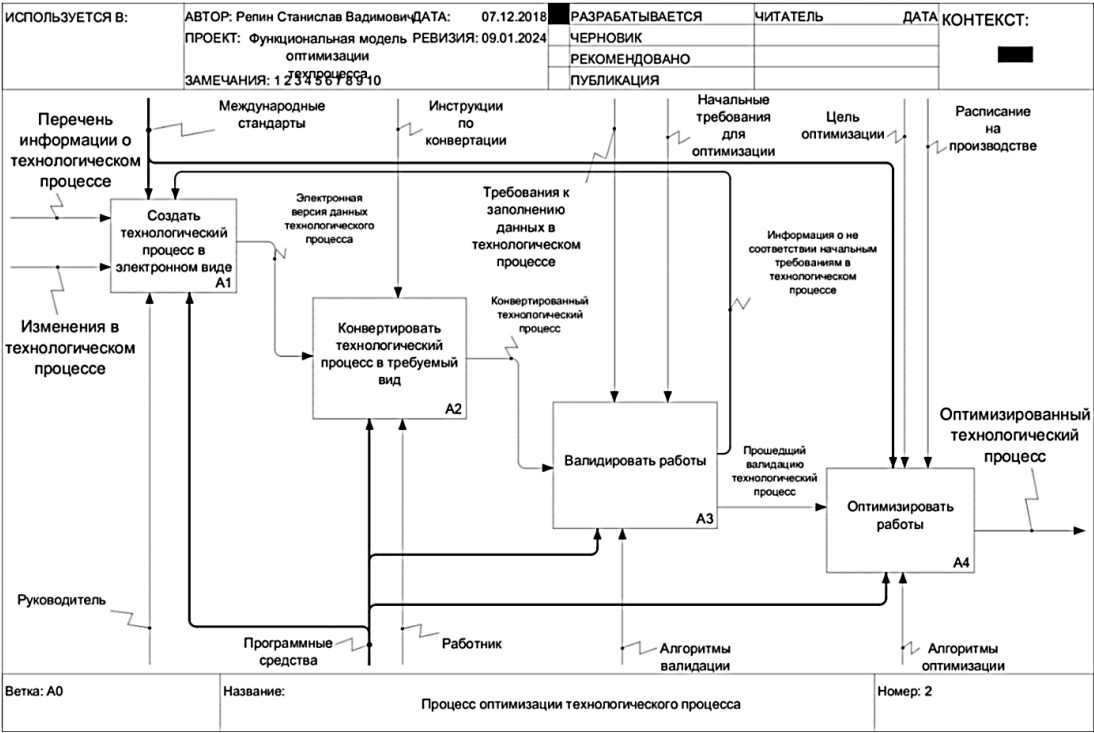 ИСПОЛЬЗУЕТСЯ В:
АВТОР: Репин Станислав Вадимович ДАТА: 07.12.2018
ПРОЕКТ: Функциональная модель РЕВИЗИЯ: 09.01.2024
оптимизации
техпроцесса
ЗАМЕЧАНИЯ: 1 2 3 4 5 6 7 8 9 10
РАЗРАБАТЫВАЕТСЯ
ЧЕРНОВИК
РЕКОМЕНДОВАНО
ПУБЛИКАЦИЯ
ЧИТАТЕЛЬ ДАТА
КОНТЕКСТ:
Перечень
информации о
технологическом
процессе
Международные
стандарты
Инструкции
по
конвертации
Начальные
требования
для
оптимизации
Цель
оптимизации
Расписание
на
производстве
Создать
технологический
процесс в
электронном виде
A1
Электронная
версия данных
технологического
процесса
Требования к
заполнению
данных в
технологическом
процессе
Информация о не
соответствии начальным
требованиям в
технологическом
процессе
Изменения в
технологическом
процессе
Конвертировать
технологический
процесс в требуемый
вид
A2
Конвертированный
технологический
процесс
Валидировать работы
A3
Прошедший
валидацию
технологический
процесс
Оптимизированный
технологический
процесс
Оптимизировать
работы
A4
Руководитель
Программные
средства
Работник
Алгоритмы
валидации
Алгоритмы
оптимизации
Ветка: A0
Название:
Процесс оптимизации технологического процесса
Номер: 2